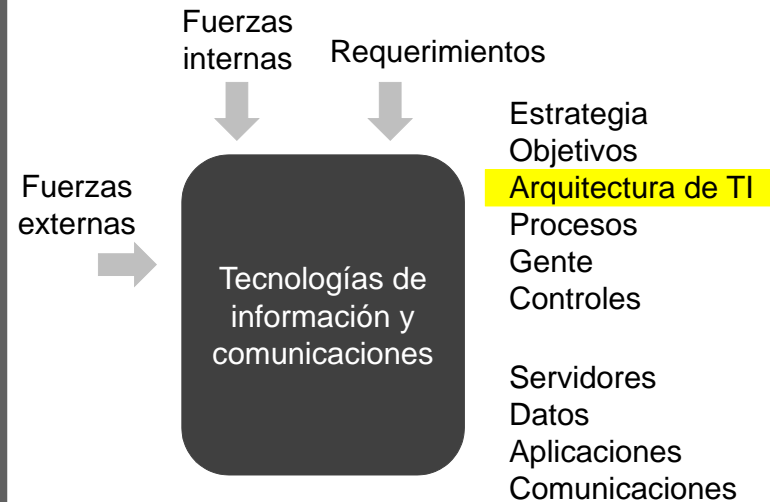 Fuerzas
internas
Requerimientos
Fuerzas
externas
Tecnologías de
información y
comunicaciones
Estrategia
Objetivos
Arquitectura de TI
Procesos
Gente
Controles
Servidores
Datos
Aplicaciones
Comunicaciones